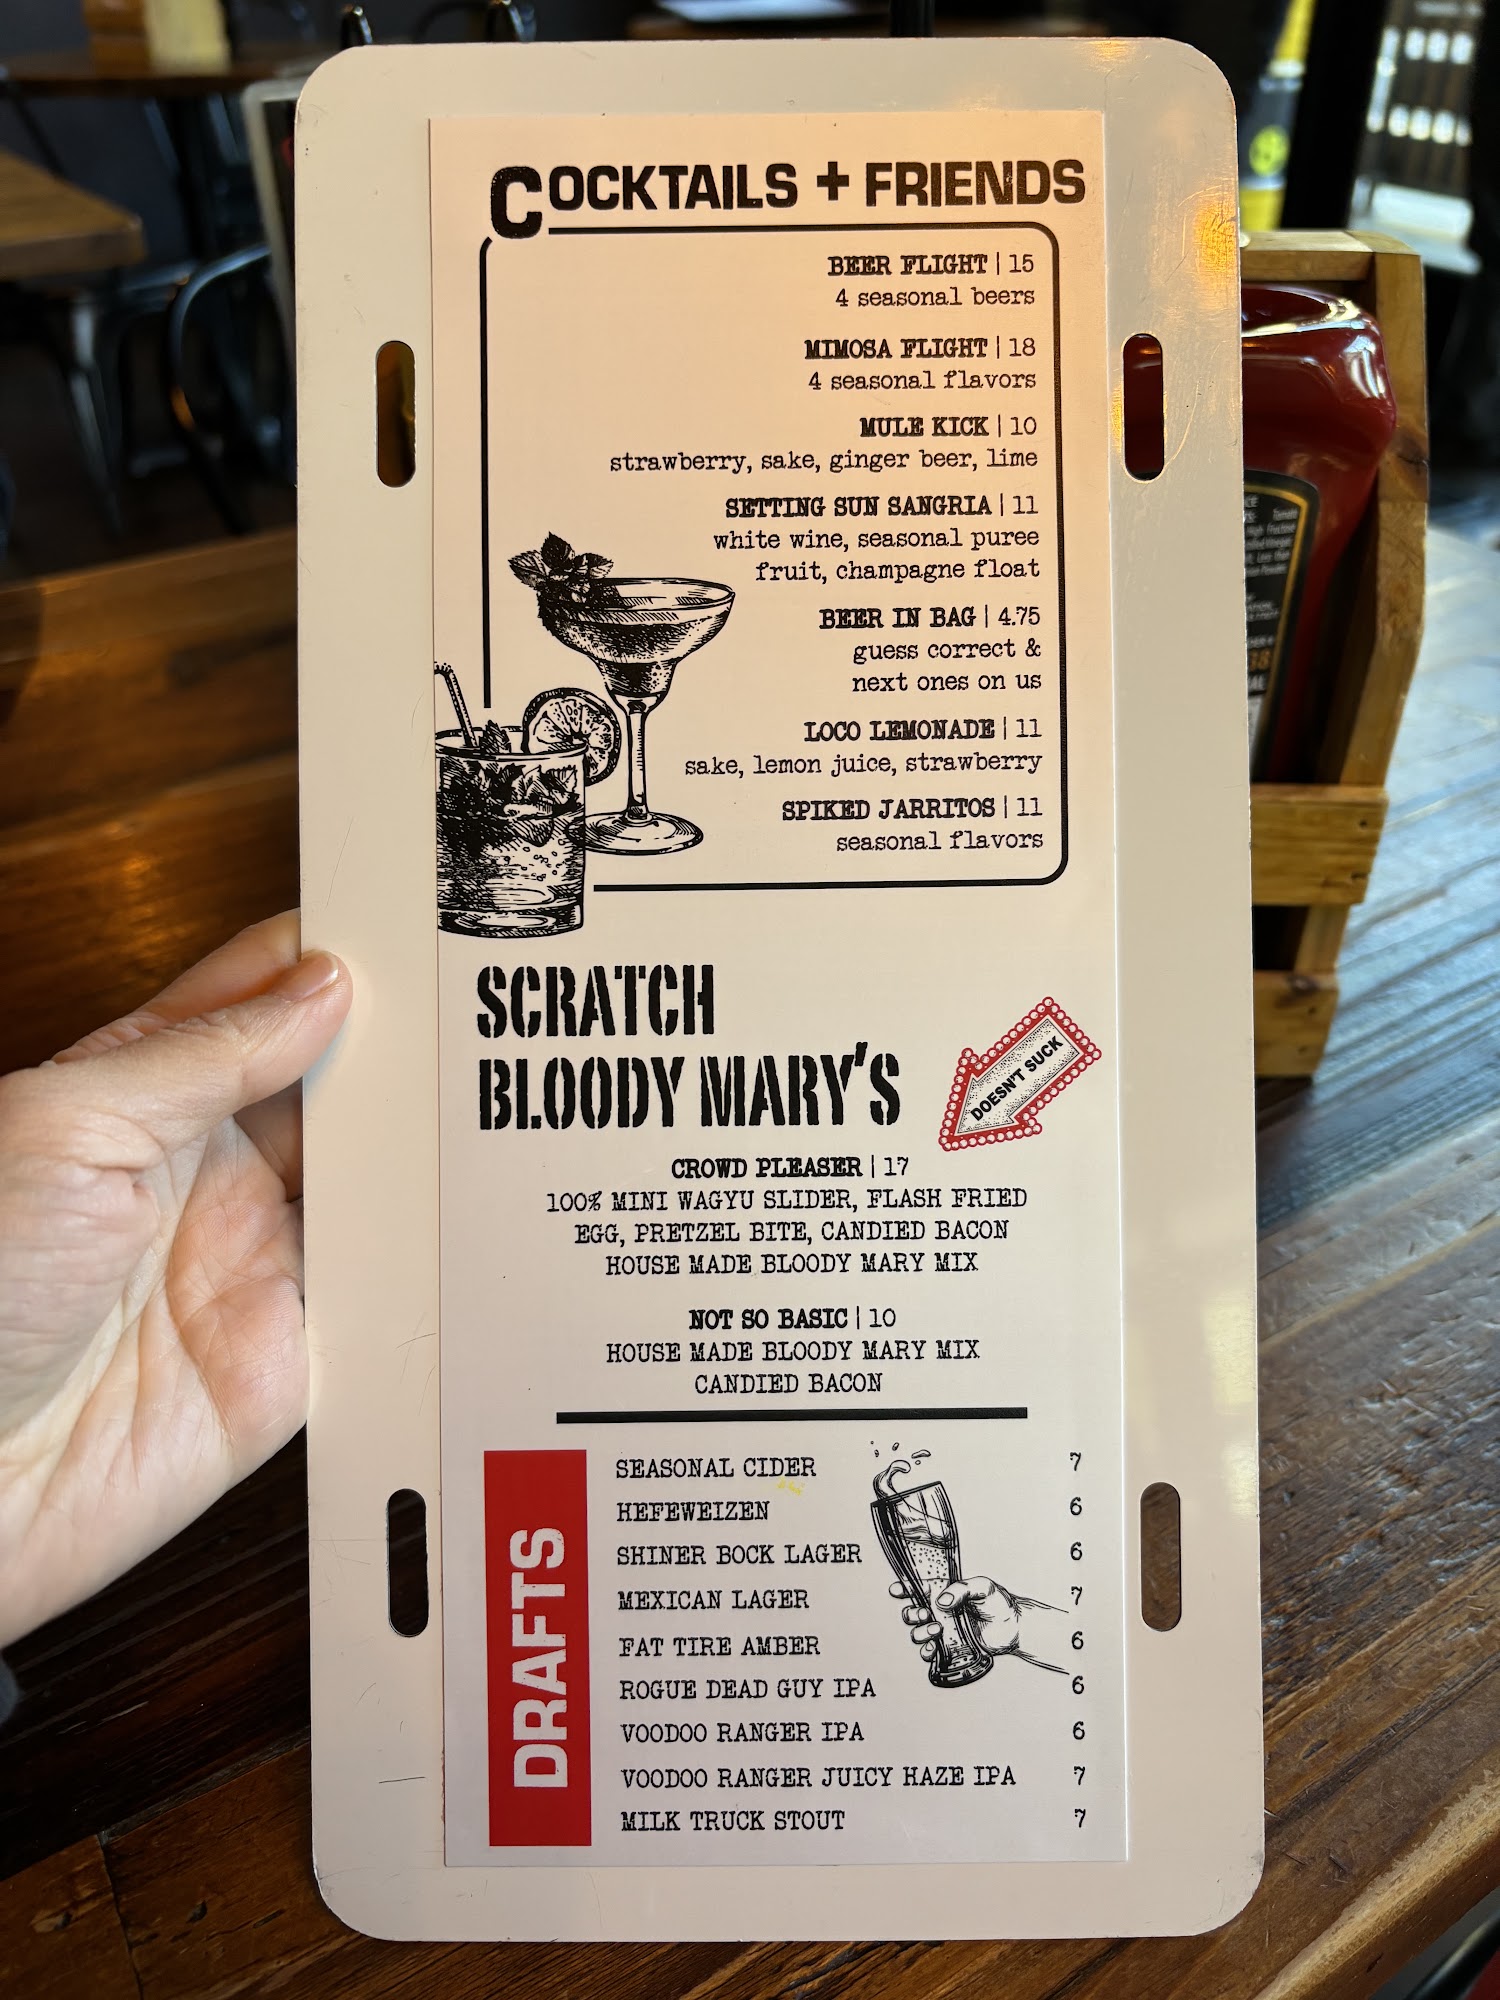 COCKTAILS + FRIENDS
BEER FLIGHT | 15
4 seasonal beers
MIMOSA FLIGHT | 18
4 seasonal flavors
MULE KICK | 10
strawberry, sake, ginger beer, lime
SETTING SUN SANGRIA | 11
white wine, seasonal puree
fruit, champagne float
BEER IN BAG | 4.75
guess correct &
next ones on us
LOCO LEMONADE | 11
sake, lemon juice, strawberry
SPIKED JARRITOS | 11
seasonal flavors
SCRATCH
BLOODY MARY'S
DOESN'T SUCK
CROWD PLEASER | 17
100% MINI WAGYU SLIDER, FLASH FRIED
EGG, PRETZEL BITE, CANDIED BACON
HOUSE MADE BLOODY MARY MIX
NOT SO BASIC | 10
HOUSE MADE BLOODY MARY MIX
CANDIED BACON
DRAFTS
SEASONAL CIDER 7
HEFEWEIZEN 6
SHINER BOCK LAGER 6
MEXICAN LAGER 7
FAT TIRE AMBER 6
ROGUE DEAD GUY IPA 6
VOODOO RANGER IPA 6
VOODOO RANGER JUICY HAZE IPA 7
MILK TRUCK STOUT 7